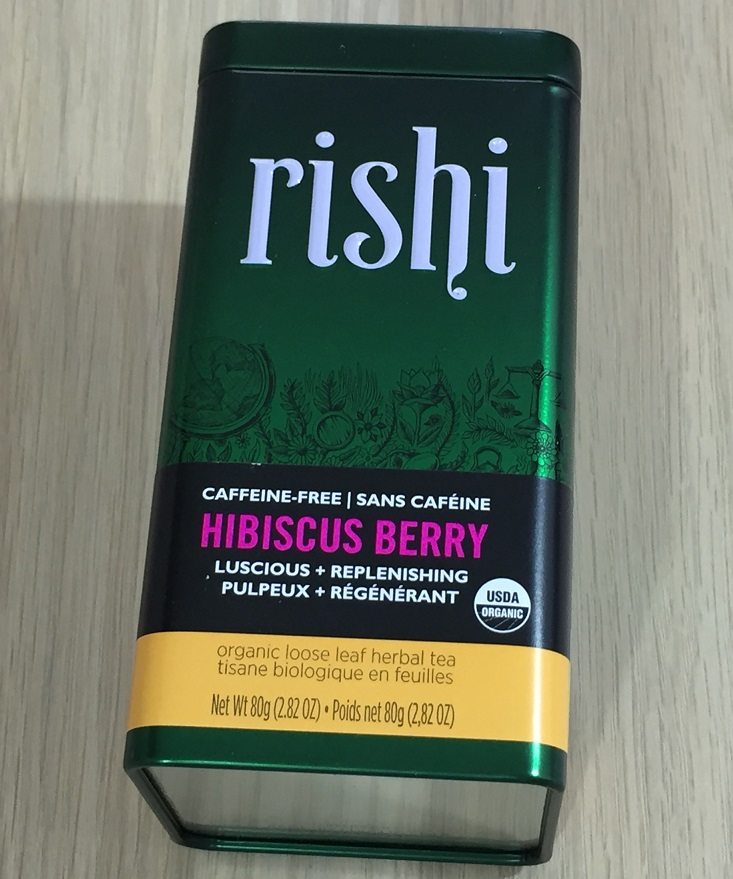 rishi
CAFFEINE-FREE | SANS CAFÉINE
HIBISCUS BERRY
LUSCIOUS + REPLENISHING
PULPEUX + RÉGÉNÉRANT
USDA
ORGANIC
organic loose leaf herbal tea
tisane biologique en feuilles
Net Wt 80g (2.82 OZ) • Poids net 80g (2,82 OZ)